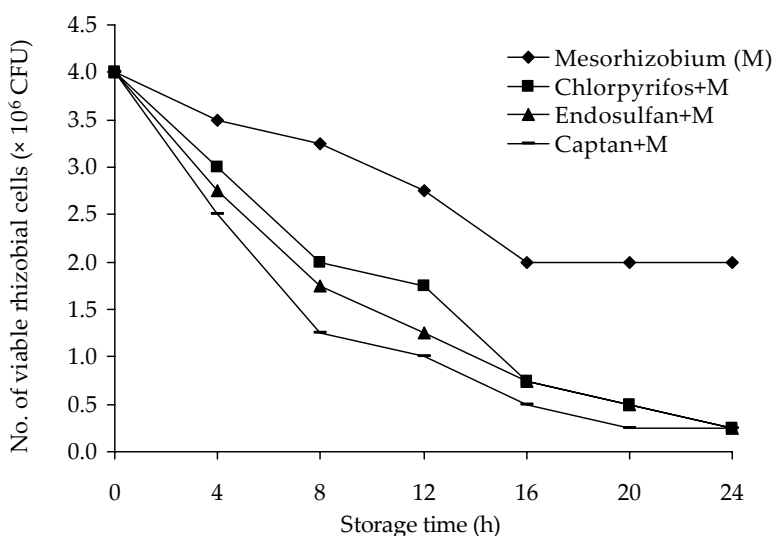 No. of viable rhizobial cells (× 10⁶ CFU)
4.5
4.0
3.5
3.0
2.5
2.0
1.5
1.0
0.5
0.0
Mesorhizobium (M)
Chlorpyrifos+M
Endosulfan+M
Captan+M
0 4 8 12 16 20 24
Storage time (h)